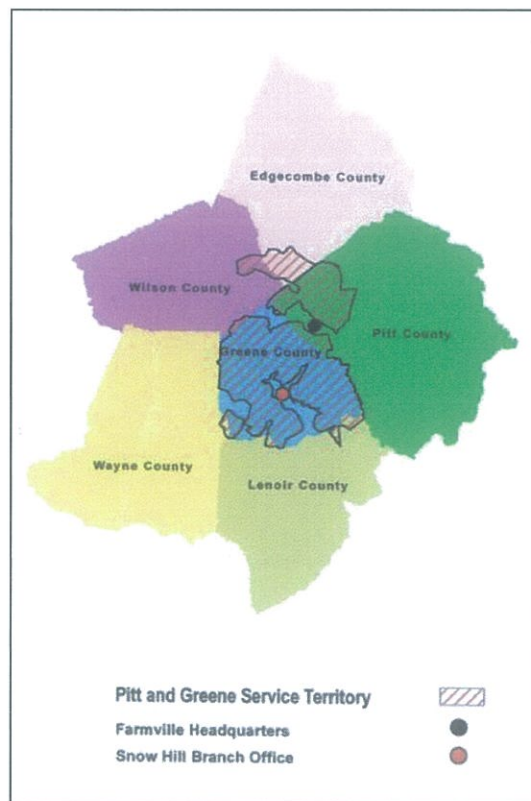 Edgecombe County
Wilson County
Pitt County
Greene County
Wayne County
Lenoir County
Pitt and Greene Service Territory
Farmville Headquarters
Snow Hill Branch Office